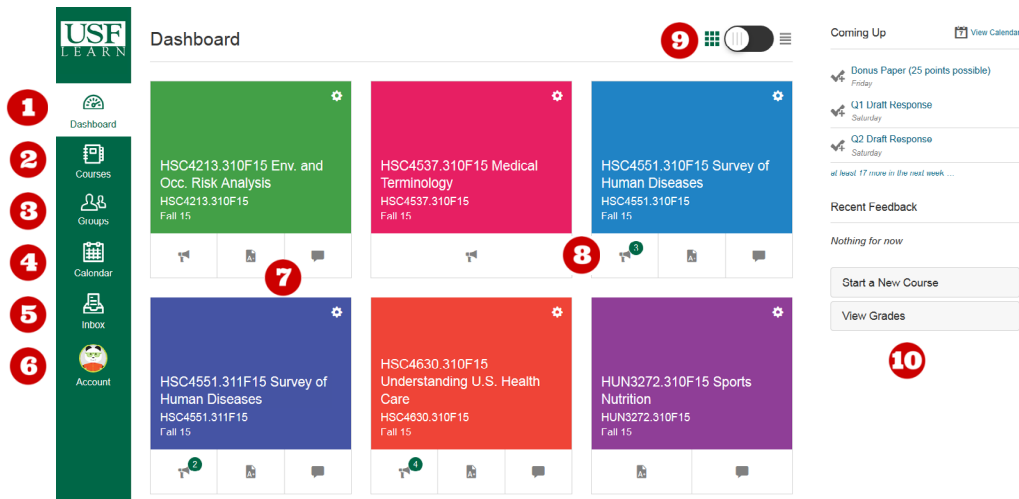 USF
LEARN
1
Dashboard
2
Courses
3
Groups
4
Calendar
5
Inbox
6
Account
Dashboard
9
HSC4213.310F15 Env. and
Occ. Risk Analysis
HSC4213.310F15
Fall 15
A+
7
HSC4537.310F15 Medical
Terminology
HSC4537.310F15
Fall 15
8
HSC4551.310F15 Survey of
Human Diseases
HSC4551.310F15
Fall 15
3
A+
HSC4551.311F15 Survey of
Human Diseases
HSC4551.311F15
Fall 15
2
A+
HSC4630.310F15
Understanding U.S. Health
Care
HSC4630.310F15
Fall 15
4
A+
HUN3272.310F15 Sports
Nutrition
HUN3272.310F15
Fall 15
A+
Coming Up
7
View Calendar
Bonus Paper (25 points possible)
Friday
Q1 Draft Response
Saturday
Q2 Draft Response
Saturday
at least 17 more in the next week ...
Recent Feedback
Nothing for now
Start a New Course
View Grades
10